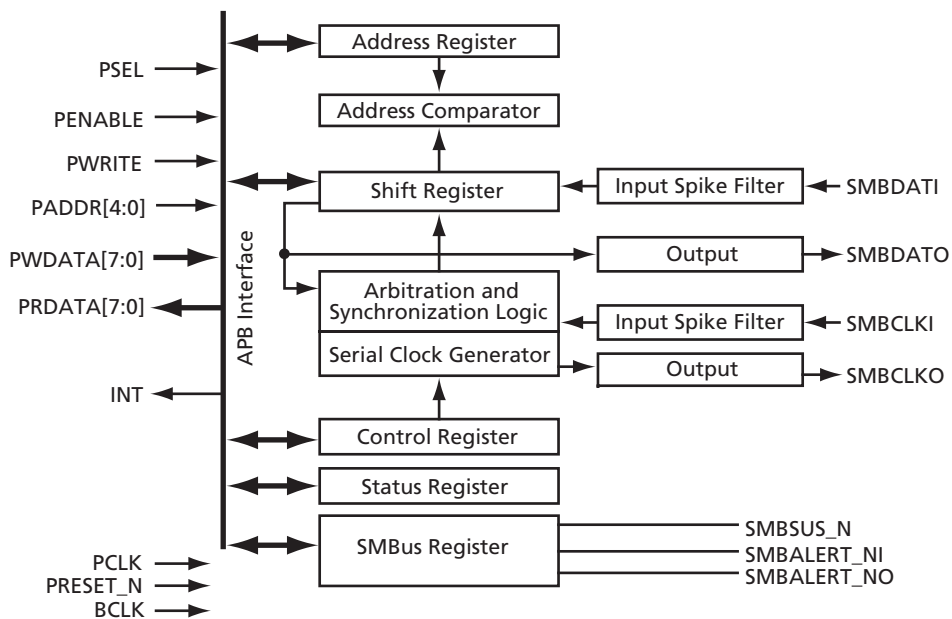 PSEL
PENABLE
PWRITE
PADDR[4:0]
PWDATA[7:0]
PRDATA[7:0]
INT
PCLK
PRESET_N
BCLK
APB Interface
Address Register
Address Comparator
Shift Register
Arbitration and
Synchronization Logic
Serial Clock Generator
Control Register
Status Register
SMBus Register
Input Spike Filter
Output
Input Spike Filter
Output
SMBDATI
SMBDATO
SMBCLKI
SMBCLKO
SMBSUS_N
SMBALERT_NI
SMBALERT_NO